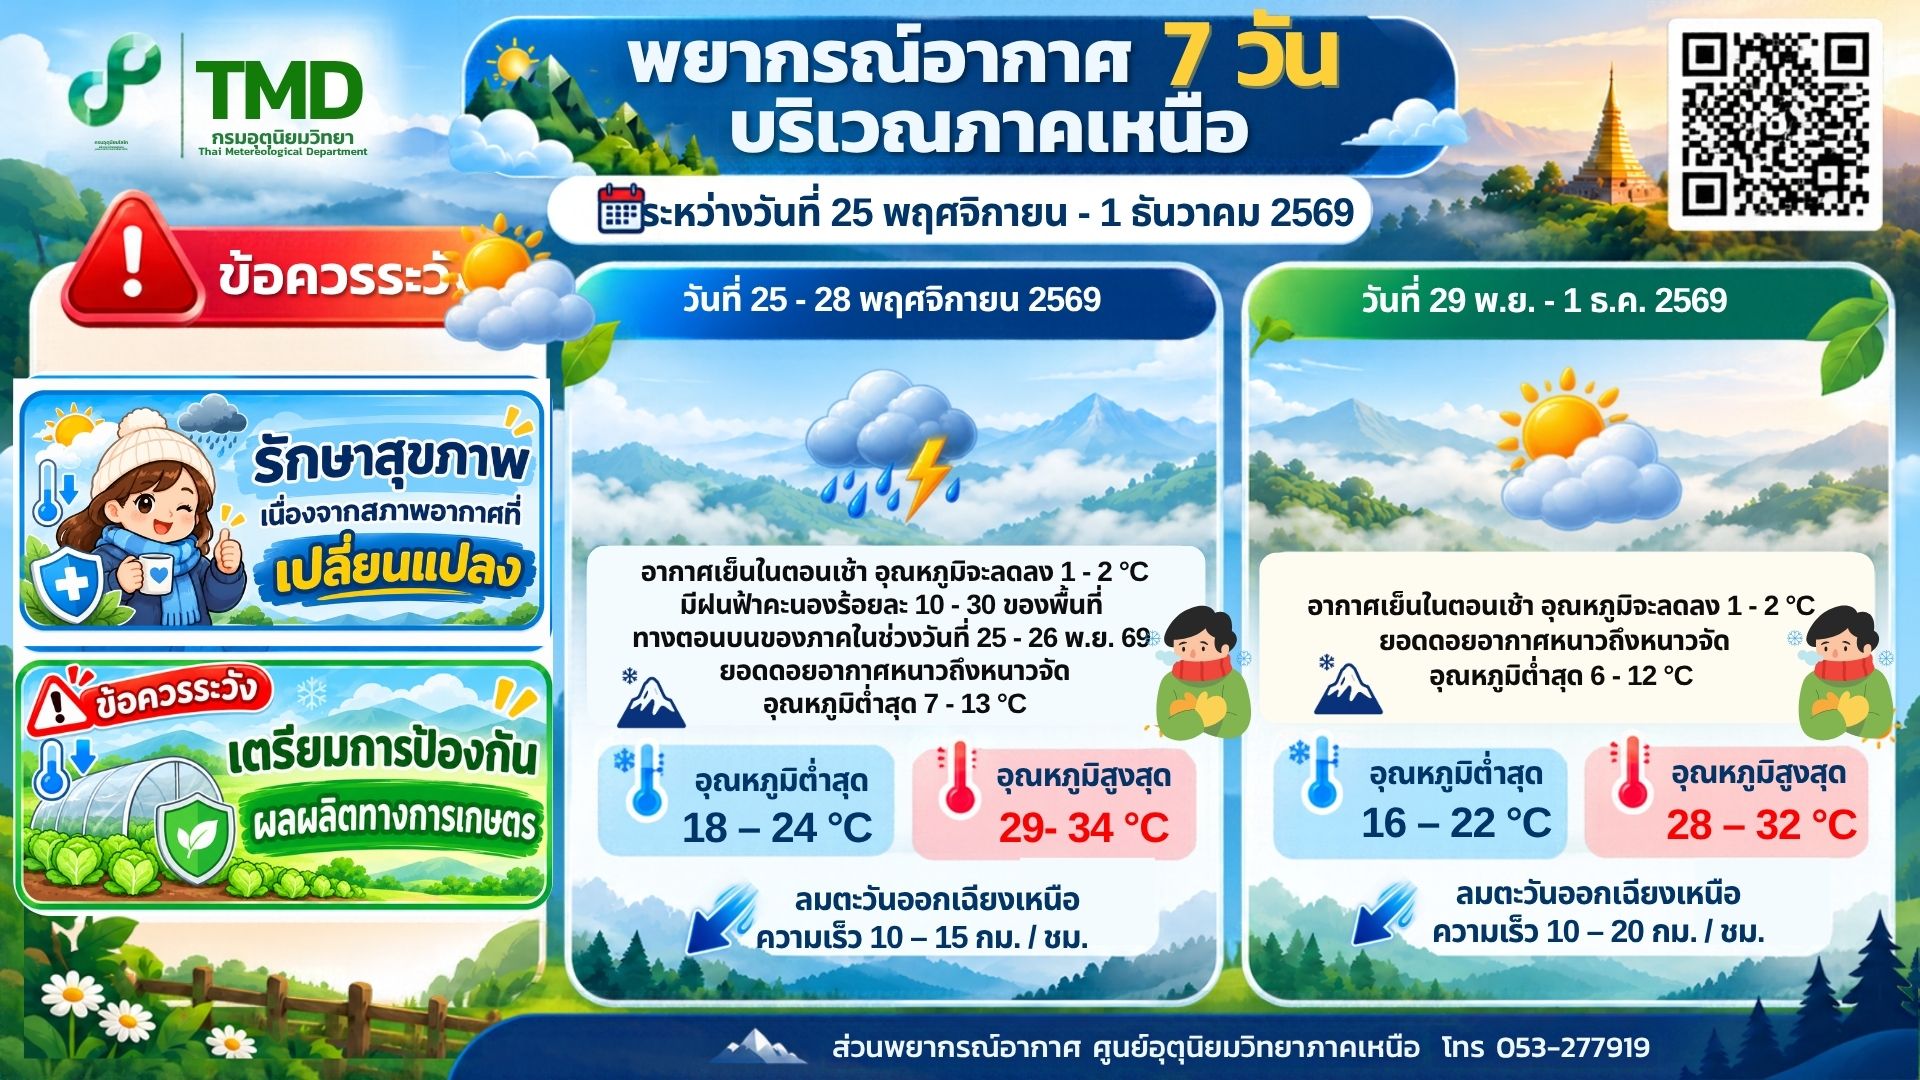 TMD
กรมอุตุนิยมวิทยา
Thai Metereological Department
พยากรณ์อากาศ 7 วัน
บริเวณภาคเหนือ
ระหว่างวันที่ 25 พฤศจิกายน - 1 ธันวาคม 2569
ข้อควรระวั
รักษาสุขภาพ
เนื่องจากสภาพอากาศที่
เปลี่ยนแปลง
ข้อควรระวัง
เตรียมการป้องกัน
ผลผลิตทางการเกษตร
วันที่ 25 - 28 พฤศจิกายน 2569
อากาศเย็นในตอนเช้า อุณหภูมิจะลดลง 1 - 2 °C
มีฝนฟ้าคะนองร้อยละ 10 - 30 ของพื้นที่
ทางตอนบนของภาคในช่วงวันที่ 25 - 26 พ.ย. 69
ยอดดอยอากาศหนาวถึงหนาวจัด
อุณหภูมิต่ำสุด 7 - 13 °C
อุณหภูมิต่ำสุด
18 – 24 °C
อุณหภูมิสูงสุด
29- 34 °C
ลมตะวันออกเฉียงเหนือ
ความเร็ว 10 – 15 กม. / ชม.
วันที่ 29 พ.ย. - 1 ธ.ค. 2569
อากาศเย็นในตอนเช้า อุณหภูมิจะลดลง 1 - 2 °C
ยอดดอยอากาศหนาวถึงหนาวจัด
อุณหภูมิต่ำสุด 6 - 12 °C
อุณหภูมิต่ำสุด
16 – 22 °C
อุณหภูมิสูงสุด
28 – 32 °C
ลมตะวันออกเฉียงเหนือ
ความเร็ว 10 – 20 กม. / ชม.
ส่วนพยากรณ์อากาศ ศูนย์อุตุนิยมวิทยาภาคเหนือ โทร 053-277919